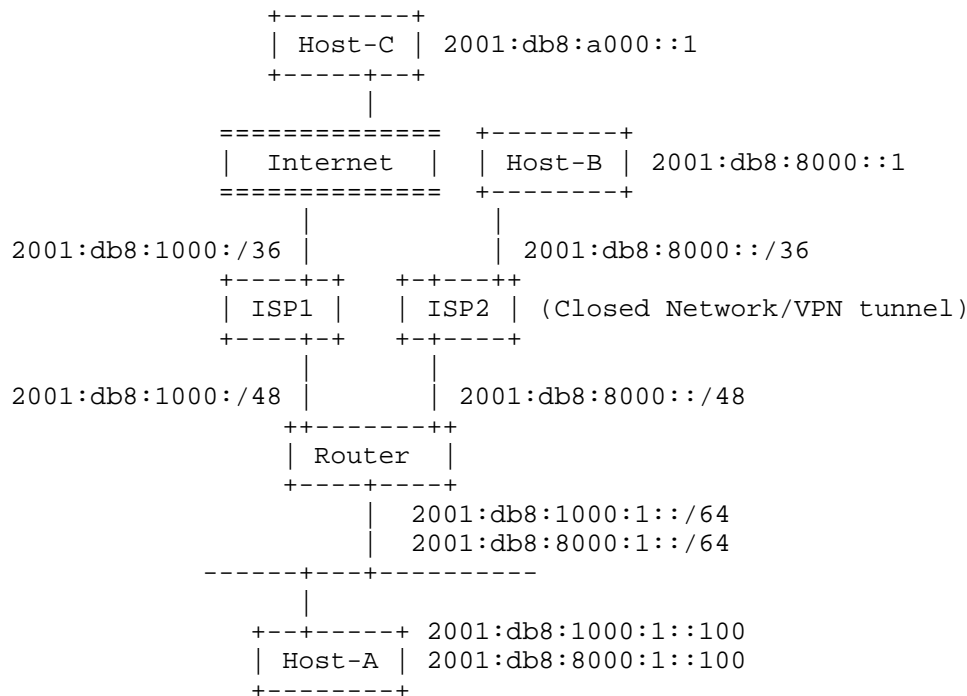 Host-C 2001:db8:a000::1
Internet Host-B 2001:db8:8000::1
2001:db8:1000:/36 2001:db8:8000::/36
ISP1 ISP2 (Closed Network/VPN tunnel)
2001:db8:1000:/48 2001:db8:8000::/48
Router
2001:db8:1000:1::/64
2001:db8:8000:1::/64
2001:db8:1000:1::100
Host-A 2001:db8:8000:1::100